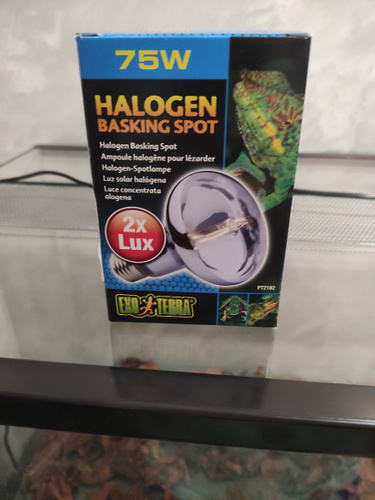 75W
HALOGEN
BASKING SPOT
Halogen Basking Spot
Ampoule halogène pour lézarder
Halogen-Spotlampe
Luz solar halógena
Luce concentrata
alogena
2x
Lux
EXO TERRA
PT2182